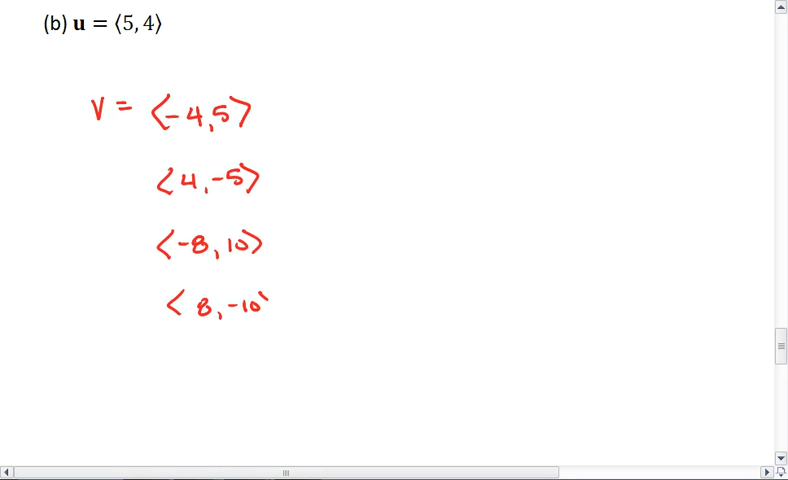 (b) u = ⟨5, 4⟩
v = <-4,5>
<4,-5>
<-8,10>
<8,-10